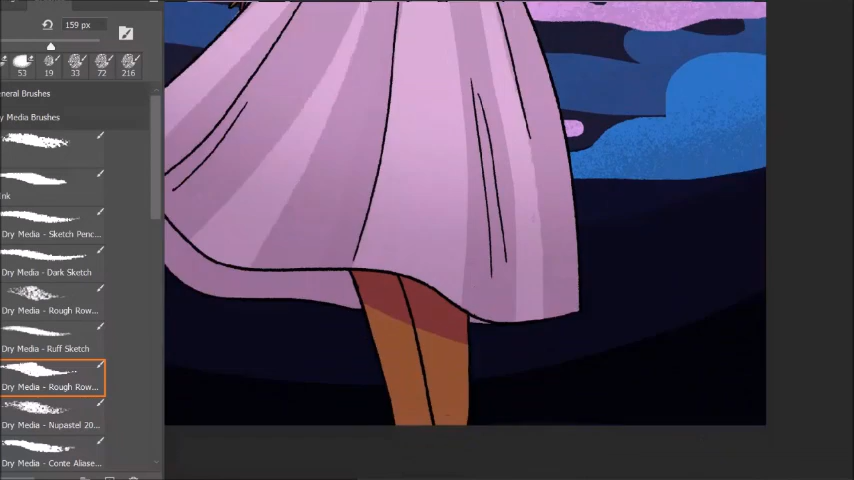 159 px
53 19 33 72 216
eneral Brushes
y Media Brushes
nk
Dry Media - Sketch Penc...
Dry Media - Dark Sketch
Dry Media - Rough Row...
Dry Media - Ruff Sketch
Dry Media - Rough Row...
Dry Media - Nupastel 20...
Dry Media - Conte Aliase...